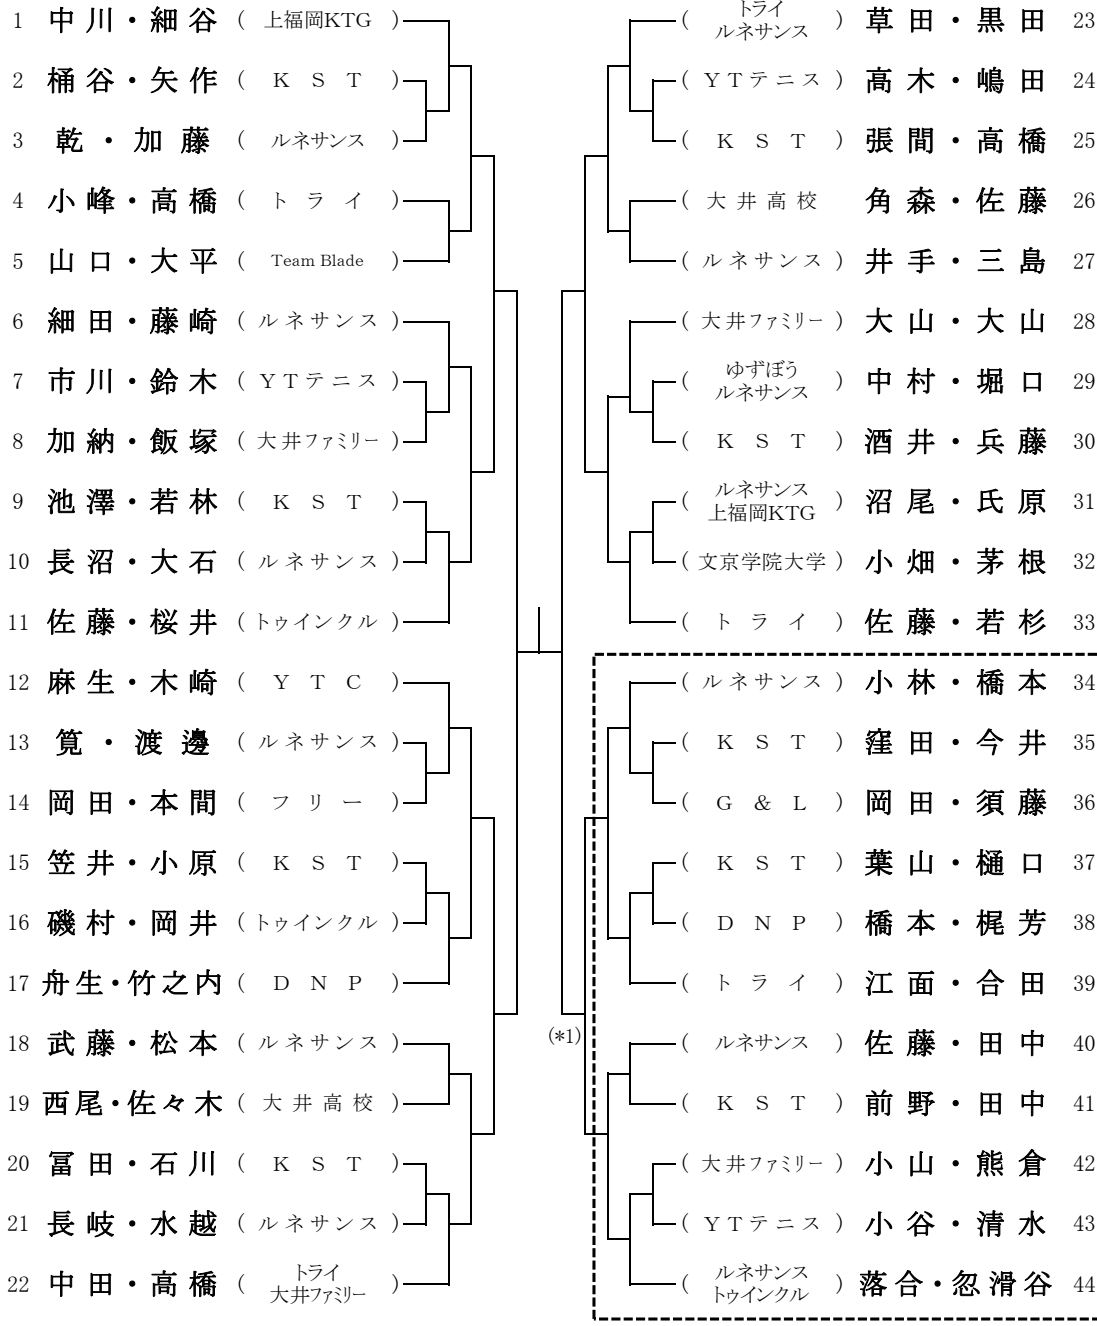 1 中川・細谷 ( 上福岡KTG )
2 桶谷・矢作 ( K S T )
3 乾・加藤 ( ルネサンス )
4 小峰・高橋 ( トライ )
5 山口・大平 ( Team Blade )
6 細田・藤崎 ( ルネサンス )
7 市川・鈴木 ( YTテニス )
8 加納・飯塚 ( 大井ファミリー )
9 池澤・若林 ( K S T )
10 長沼・大石 ( ルネサンス )
11 佐藤・桜井 ( トゥインクル )
12 麻生・木崎 ( Y T C )
13 筧・渡邊 ( ルネサンス )
14 岡田・本間 ( フリー )
15 笠井・小原 ( K S T )
16 磯村・岡井 ( トゥインクル )
17 舟生・竹之内 ( D N P )
18 武藤・松本 ( ルネサンス )
19 西尾・佐々木 ( 大井高校 )
20 冨田・石川 ( K S T )
21 長岐・水越 ( ルネサンス )
22 中田・高橋 ( トライ
大井ファミリー )
( トライ
ルネサンス ) 草田・黒田 23
( YTテニス ) 高木・嶋田 24
( K S T ) 張間・高橋 25
( 大井高校 角森・佐藤 26
( ルネサンス ) 井手・三島 27
( 大井ファミリー ) 大山・大山 28
( ゆずぼう
ルネサンス ) 中村・堀口 29
( K S T ) 酒井・兵藤 30
( ルネサンス
上福岡KTG ) 沼尾・氏原 31
( 文京学院大学 ) 小畑・茅根 32
( トライ ) 佐藤・若杉 33
( ルネサンス ) 小林・橋本 34
( K S T ) 窪田・今井 35
( G & L ) 岡田・須藤 36
( K S T ) 葉山・樋口 37
( D N P ) 橋本・梶芳 38
( トライ ) 江面・合田 39
(*1)
( ルネサンス ) 佐藤・田中 40
( K S T ) 前野・田中 41
( 大井ファミリー ) 小山・熊倉 42
( YTテニス ) 小谷・清水 43
( ルネサンス
トゥインクル ) 落合・忽滑谷 44